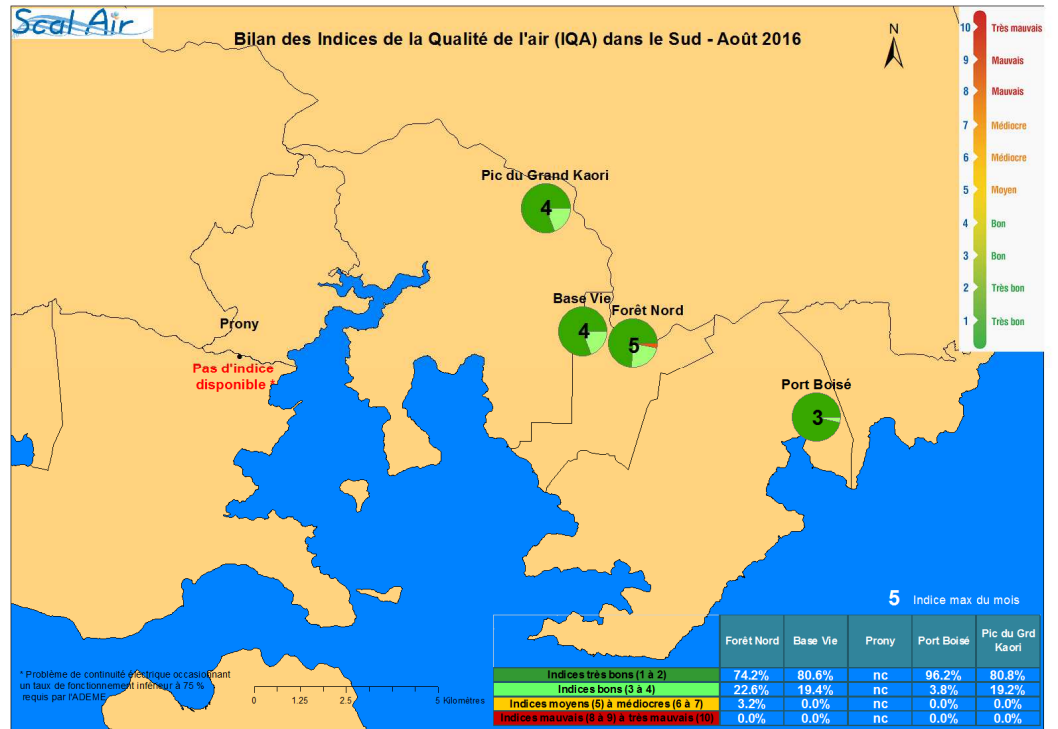 Scal Air
Bilan des Indices de la Qualité de l'air (IQA) dans le Sud - Août 2016
N
10 Très mauvais
9 Mauvais
8 Mauvais
7 Médiocre
6 Médiocre
5 Moyen
4 Bon
3 Bon
2 Très bon
1 Très bon
Pic du Grand Kaori
4
Base Vie
4
Forêt Nord
5
Prony
Pas d'indice
disponible *
Port Boisé
3
5 Indice max du mois
Forêt Nord Base Vie Prony Port Boisé Pic du Grd Kaori
Indices très bons (1 à 2) 74.2% 80.6% nc 96.2% 80.8%
Indices bons (3 à 4) 22.6% 19.4% nc 3.8% 19.2%
Indices moyens (5) à médiocres (6 à 7) 3.2% 0.0% nc 0.0% 0.0%
Indices mauvais (8 à 9) à très mauvais (10) 0.0% 0.0% nc 0.0% 0.0%
* Problème de continuité électrique occasionnant
un taux de fonctionnement inférieur à 75 %
requis par l'ADEME
0 1.25 2.5 5 Kilomètres